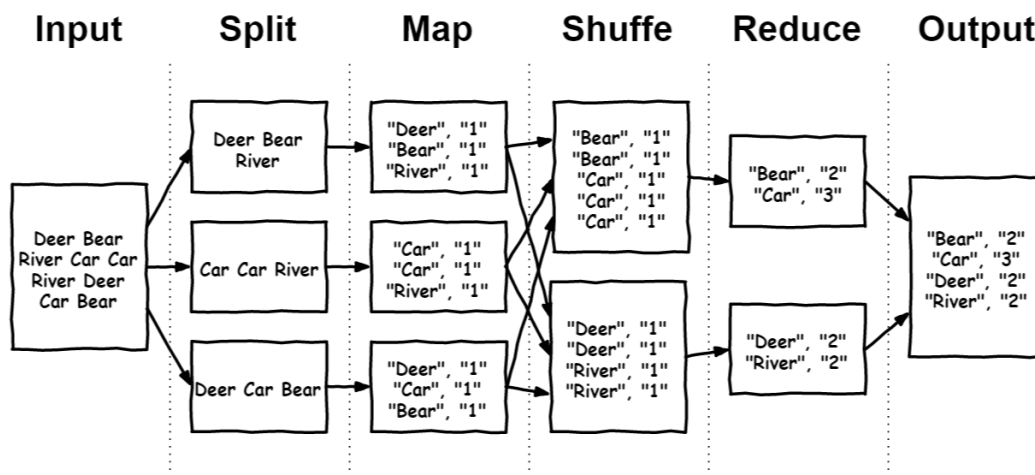 Input
Split
Map
Shuffe
Reduce
Output
Deer Bear
River Car Car
River Deer
Car Bear
Deer Bear
River
Car Car River
Deer Car Bear
"Deer", "1"
"Bear", "1"
"River", "1"
"Car", "1"
"Car", "1"
"River", "1"
"Deer", "1"
"Car", "1"
"Bear", "1"
"Bear", "1"
"Bear", "1"
"Car", "1"
"Car", "1"
"Car", "1"
"Deer", "1"
"Deer", "1"
"River", "1"
"River", "1"
"Bear", "2"
"Car", "3"
"Deer", "2"
"River", "2"
"Bear", "2"
"Car", "3"
"Deer", "2"
"River", "2"